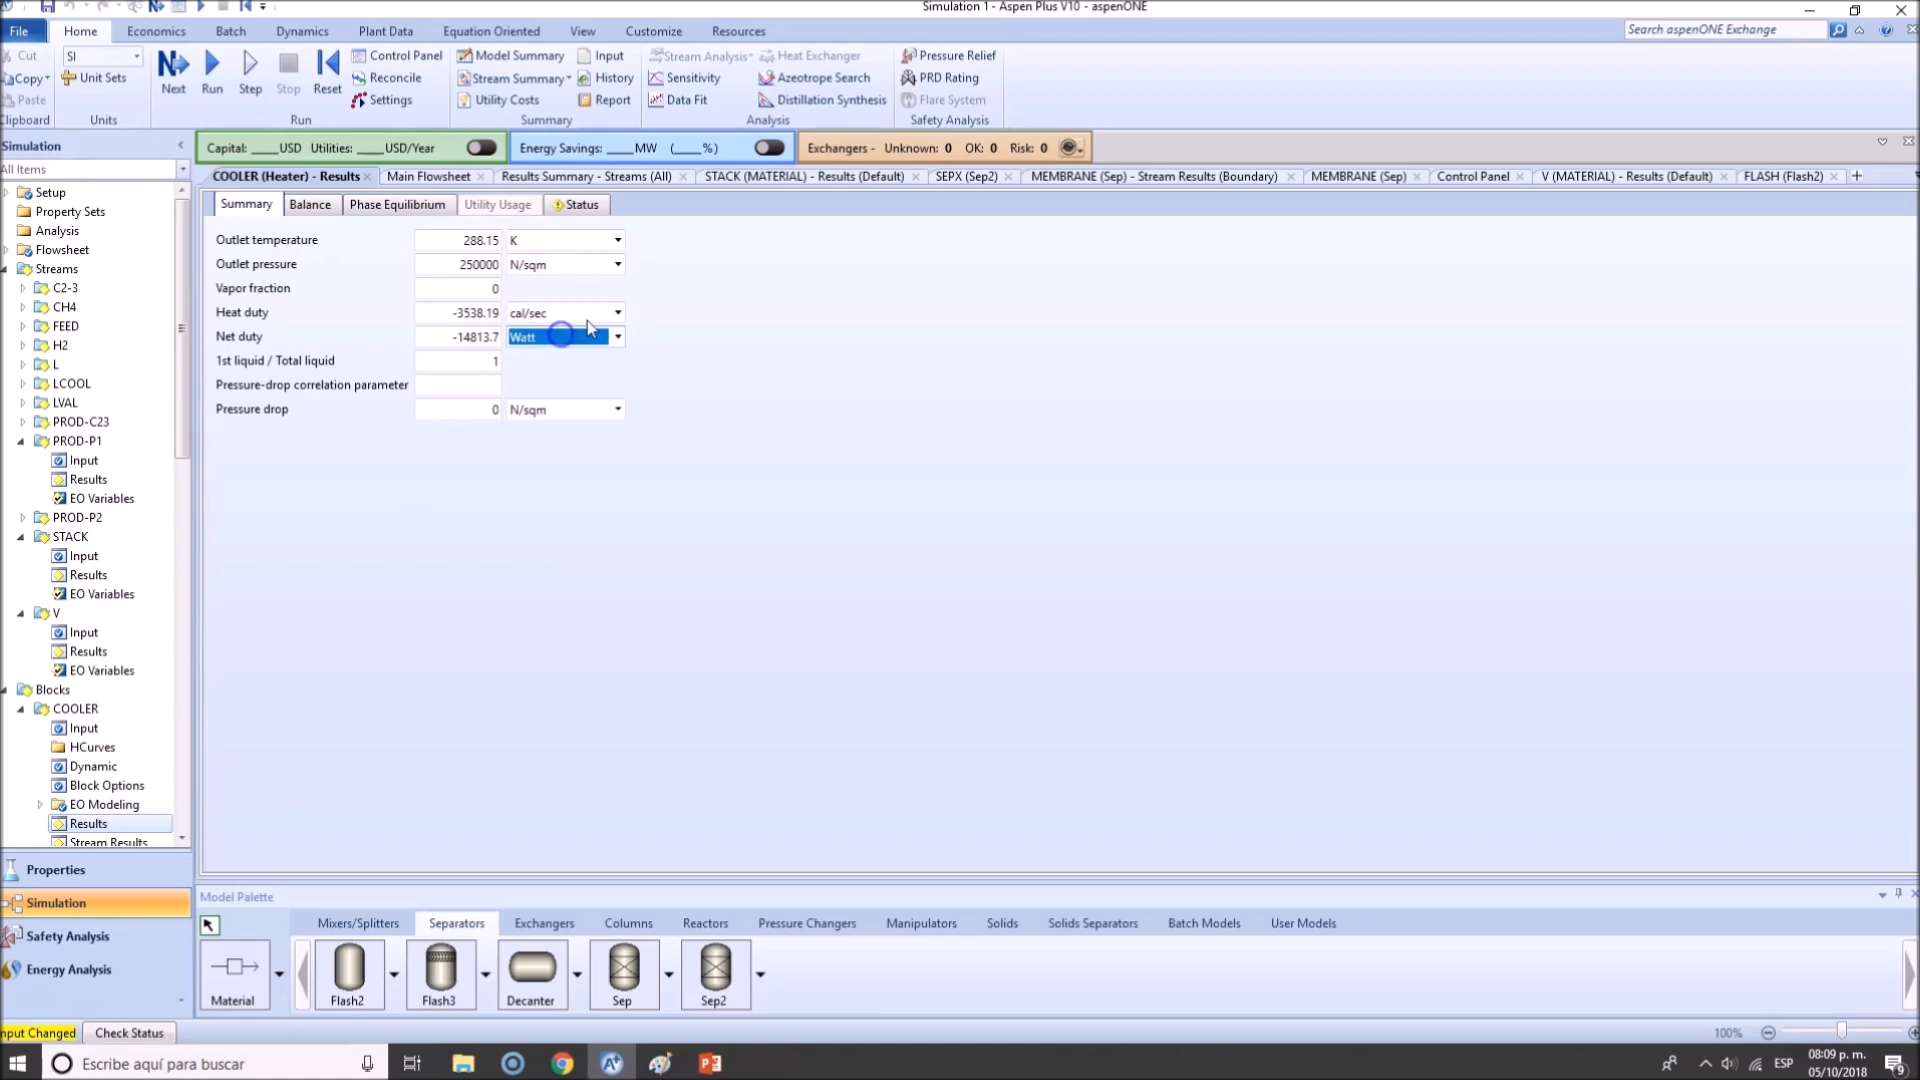 Simulation 1 - Aspen Plus V10 - aspenONE
File Home Economics Batch Dynamics Plant Data Equation Oriented View Customize Resources Search aspenONE Exchange
Cut SI Control Panel Model Summary Input Stream Analysis Heat Exchanger Pressure Relief
Copy Unit Sets Reconcile Stream Summary History Sensitivity Azeotrope Search PRD Rating
Paste Next Run Step Stop Reset Settings Utility Costs Report Data Fit Distillation Synthesis Flare System
Clipboard Units Run Summary Analysis Safety Analysis
Simulation Capital: ____USD Utilities: ____USD/Year Energy Savings: ____MW (____%) Exchangers - Unknown: 0 OK: 0 Risk: 0
All Items COOLER (Heater) - Results Main Flowsheet Results Summary - Streams (All) STACK (MATERIAL) - Results (Default) SEPX (Sep2) MEMBRANE (Sep) - Stream Results (Boundary) MEMBRANE (Sep) Control Panel V (MATERIAL) - Results (Default) FLASH (Flash2)
Summary Balance Phase Equilibrium Utility Usage Status
Outlet temperature 288.15 K
Outlet pressure 250000 N/sqm
Vapor fraction 0
Heat duty -3538.19 cal/sec
Net duty -14813.7 Watt
1st liquid / Total liquid 1
Pressure-drop correlation parameter
Pressure drop 0 N/sqm
Setup
Property Sets
Analysis
Flowsheet
Streams
C2-3
CH4
FEED
H2
L
LCOOL
LVAL
PROD-C23
PROD-P1
Input
Results
EO Variables
PROD-P2
STACK
Input
Results
EO Variables
V
Input
Results
EO Variables
Blocks
COOLER
Input
HCurves
Dynamic
Block Options
EO Modeling
Results
Stream Results
Properties
Simulation
Safety Analysis
Energy Analysis
Model Palette
Mixers/Splitters Separators Exchangers Columns Reactors Pressure Changers Manipulators Solids Solids Separators Batch Models User Models
Material Flash2 Flash3 Decanter Sep Sep2
nput Changed Check Status 100%
Escribe aquí para buscar ESP 08:09 p. m.
05/10/2018 9